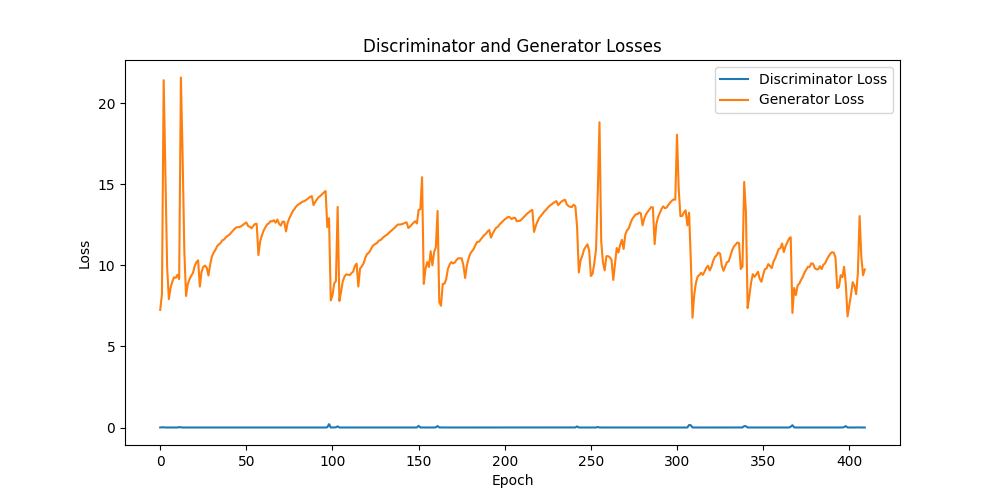 Discriminator and Generator Losses
Discriminator Loss
Generator Loss
20
15
10
5
0
Loss
0 50 100 150 200 250 300 350 400
Epoch